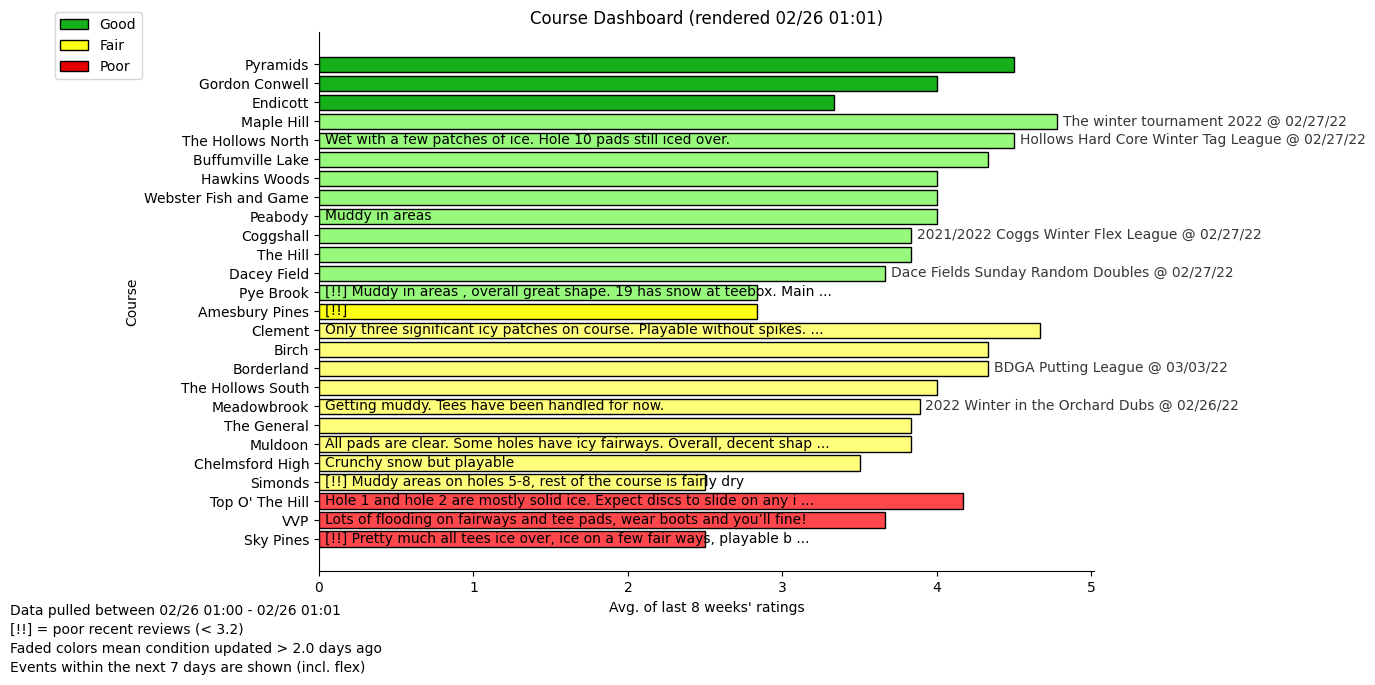 Course Dashboard (rendered 02/26 01:01)
Good
Fair
Poor
Course
Pyramids
Gordon Conwell
Endicott
Maple Hill The winter tournament 2022 @ 02/27/22
The Hollows North Wet with a few patches of ice. Hole 10 pads still iced over. Hollows Hard Core Winter Tag League @ 02/27/22
Buffumville Lake
Hawkins Woods
Webster Fish and Game
Peabody Muddy in areas
Coggshall 2021/2022 Coggs Winter Flex League @ 02/27/22
The Hill
Dacey Field Dace Fields Sunday Random Doubles @ 02/27/22
Pye Brook [!!] Muddy in areas , overall great shape. 19 has snow at teebox. Main ...
Amesbury Pines [!!]
Clement Only three significant icy patches on course. Playable without spikes. ...
Birch
Borderland BDGA Putting League @ 03/03/22
The Hollows South
Meadowbrook Getting muddy. Tees have been handled for now. 2022 Winter in the Orchard Dubs @ 02/26/22
The General
Muldoon All pads are clear. Some holes have icy fairways. Overall, decent shap ...
Chelmsford High Crunchy snow but playable
Simonds [!!] Muddy areas on holes 5-8, rest of the course is fairly dry
Top O' The Hill Hole 1 and hole 2 are mostly solid ice. Expect discs to slide on any i ...
VVP Lots of flooding on fairways and tee pads, wear boots and you’ll fine!
Sky Pines [!!] Pretty much all tees ice over, ice on a few fair ways, playable b ...
0 1 2 3 4 5
Avg. of last 8 weeks' ratings
Data pulled between 02/26 01:00 - 02/26 01:01
[!!] = poor recent reviews (< 3.2)
Faded colors mean condition updated > 2.0 days ago
Events within the next 7 days are shown (incl. flex)